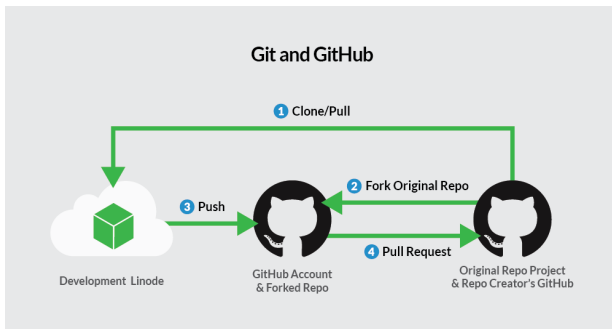 Git and GitHub
1 Clone/Pull
2 Fork Original Repo
3 Push
4 Pull Request
Development Linode
GitHub Account
& Forked Repo
Original Repo Project
& Repo Creator's GitHub